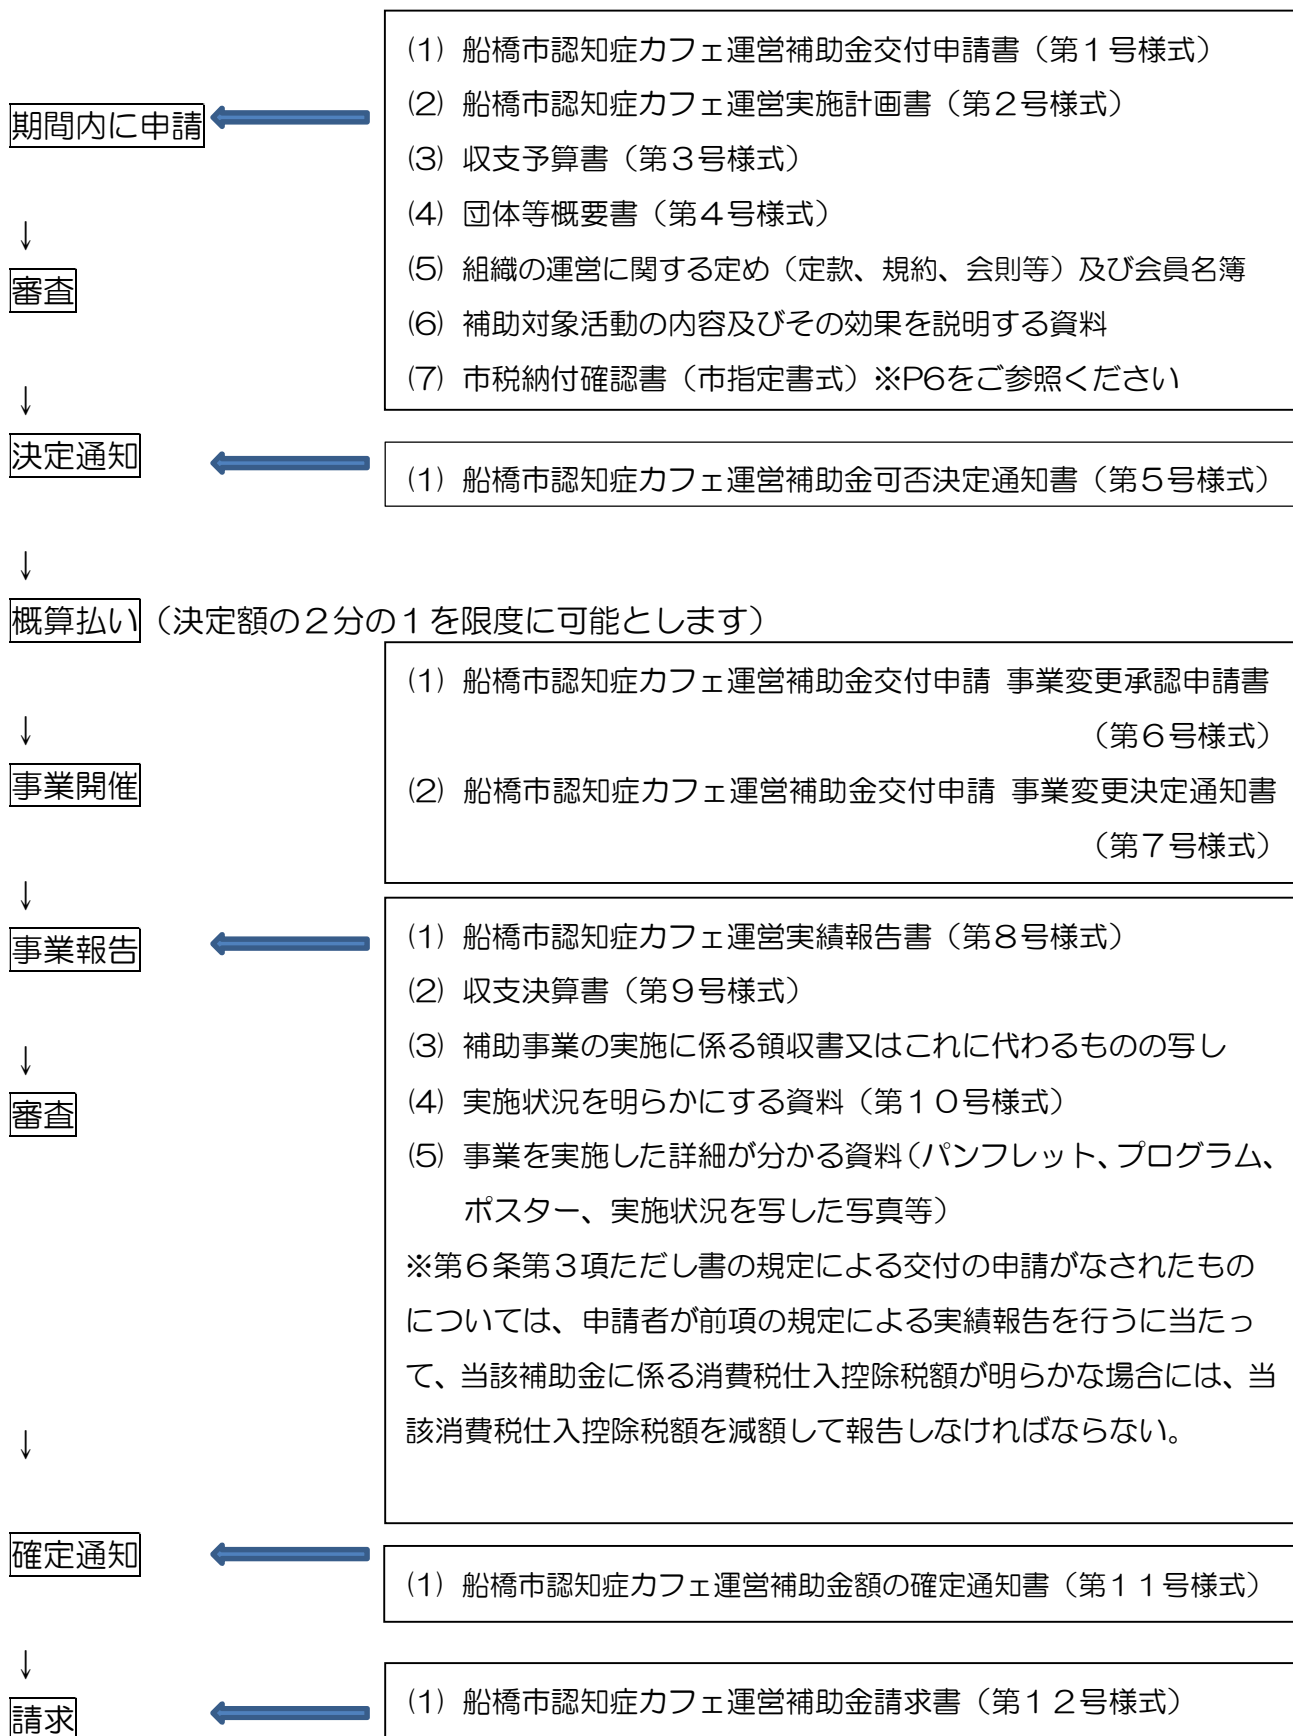 期間内に申請
(1) 船橋市認知症カフェ運営補助金交付申請書（第１号様式）
(2) 船橋市認知症カフェ運営実施計画書（第２号様式）
(3) 収支予算書（第３号様式）
(4) 団体等概要書（第４号様式）
(5) 組織の運営に関する定め（定款、規約、会則等）及び会員名簿
(6) 補助対象活動の内容及びその効果を説明する資料
(7) 市税納付確認書（市指定書式）※P6をご参照ください
↓
審査
↓
決定通知
(1) 船橋市認知症カフェ運営補助金可否決定通知書（第５号様式）
↓
概算払い（決定額の２分の１を限度に可能とします）
(1) 船橋市認知症カフェ運営補助金交付申請 事業変更承認申請書
（第６号様式）
(2) 船橋市認知症カフェ運営補助金交付申請 事業変更決定通知書
（第７号様式）
↓
事業開催
↓
事業報告
(1) 船橋市認知症カフェ運営実績報告書（第８号様式）
(2) 収支決算書（第９号様式）
(3) 補助事業の実施に係る領収書又はこれに代わるものの写し
(4) 実施状況を明らかにする資料（第１０号様式）
(5) 事業を実施した詳細が分かる資料（パンフレット、プログラム、
ポスター、実施状況を写した写真等）
※第６条第３項ただし書の規定による交付の申請がなされたもの
については、申請者が前項の規定による実績報告を行うに当たっ
て、当該補助金に係る消費税仕入控除税額が明らかな場合には、当
該消費税仕入控除税額を減額して報告しなければならない。
↓
審査
↓
確定通知
(1) 船橋市認知症カフェ運営補助金額の確定通知書（第１１号様式）
↓
請求
(1) 船橋市認知症カフェ運営補助金請求書（第１２号様式）